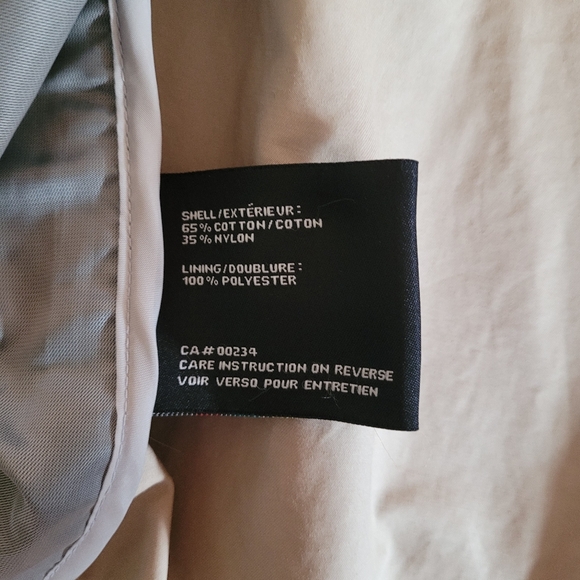 SHELL/EXTÉRIEUR:
65% COTTON/COTON
35% NYLON
LINING/DOUBLURE:
100% POLYESTER
CA# 00234
CARE INSTRUCTION ON REVERSE
VOIR VERSO POUR ENTRETIEN